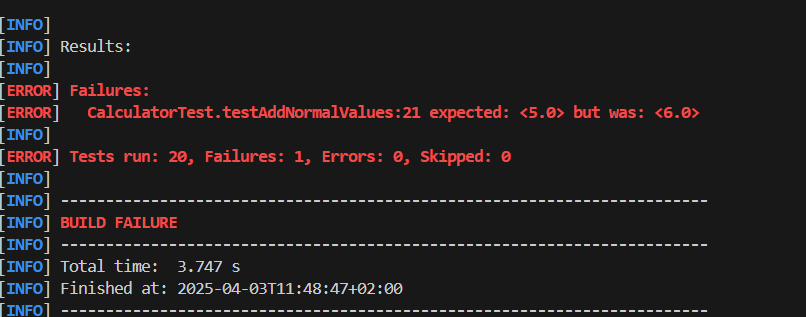 [INFO]
[INFO] Results:
[INFO]
[ERROR] Failures:
[ERROR]   CalculatorTest.testAddNormalValues:21 expected: <5.0> but was: <6.0>
[INFO]
[ERROR] Tests run: 20, Failures: 1, Errors: 0, Skipped: 0
[INFO]
[INFO] ------------------------------------------------------------------------
[INFO] BUILD FAILURE
[INFO] ------------------------------------------------------------------------
[INFO] Total time:  3.747 s
[INFO] Finished at: 2025-04-03T11:48:47+02:00
[INFO] ------------------------------------------------------------------------